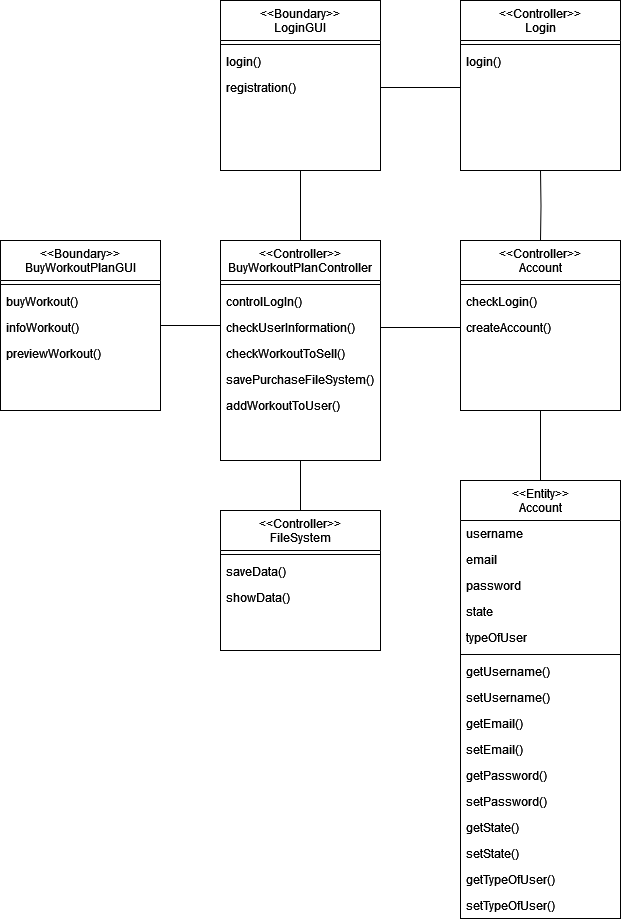 <<Boundary>>
LoginGUI
login()
registration()
<<Controller>>
Login
login()
<<Boundary>>
BuyWorkoutPlanGUI
buyWorkout()
infoWorkout()
previewWorkout()
<<Controller>>
BuyWorkoutPlanController
controlLogIn()
checkUserInformation()
checkWorkoutToSell()
savePurchaseFileSystem()
addWorkoutToUser()
<<Controller>>
Account
checkLogin()
createAccount()
<<Controller>>
FileSystem
saveData()
showData()
<<Entity>>
Account
username
email
password
state
typeOfUser
getUsername()
setUsername()
getEmail()
setEmail()
getPassword()
setPassword()
getState()
setState()
getTypeOfUser()
setTypeOfUser()